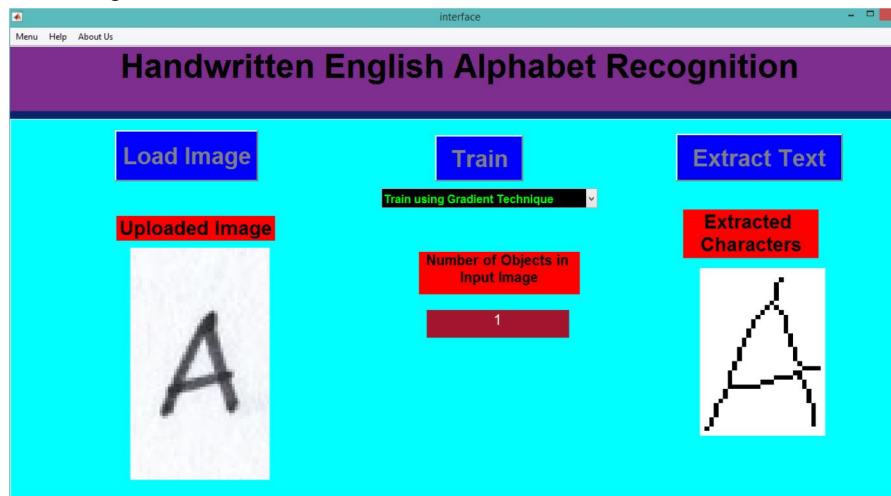 interface
Menu Help About Us
Handwritten English Alphabet Recognition
Load Image Train Extract Text
Train using Gradient Technique
Uploaded Image
Extracted
Characters
Number of Objects in
Input Image
1
A A